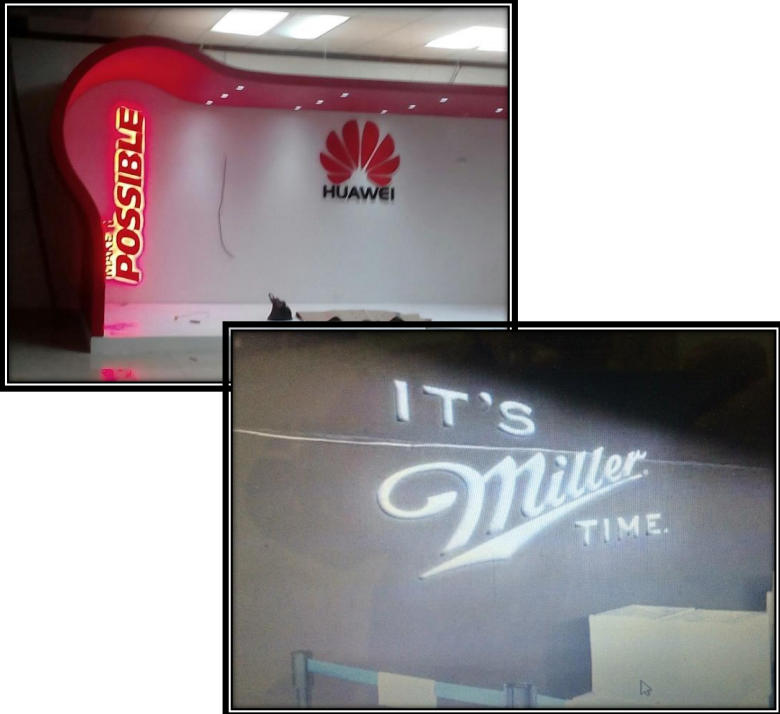 MAKE IT
POSSIBLE
HUAWEI
IT'S
Miller
TIME.